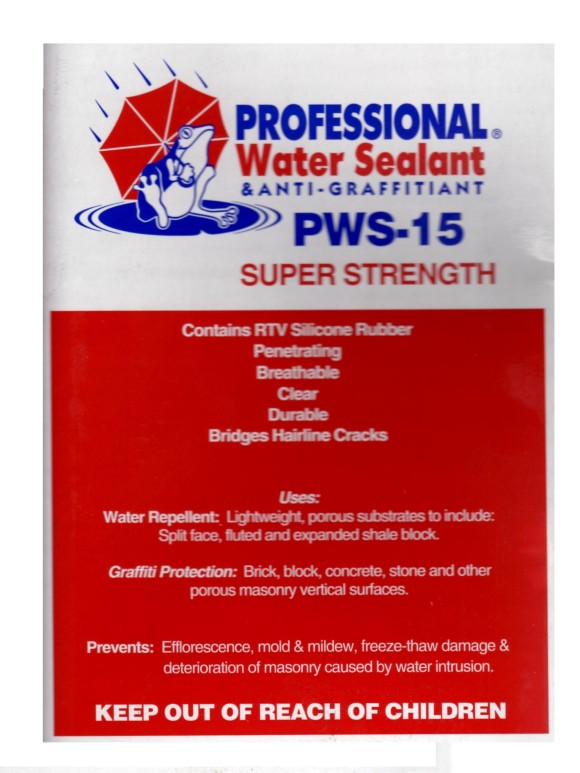 PROFESSIONAL®
Water Sealant
& ANTI-GRAFFITIANT
PWS-15
SUPER STRENGTH
Contains RTV Silicone Rubber
Penetrating
Breathable
Clear
Durable
Bridges Hairline Cracks
Uses:
Water Repellent: Lightweight, porous substrates to include:
Split face, fluted and expanded shale block.
Graffiti Protection: Brick, block, concrete, stone and other
porous masonry vertical surfaces.
Prevents: Efflorescence, mold & mildew, freeze-thaw damage &
deterioration of masonry caused by water intrusion.
KEEP OUT OF REACH OF CHILDREN